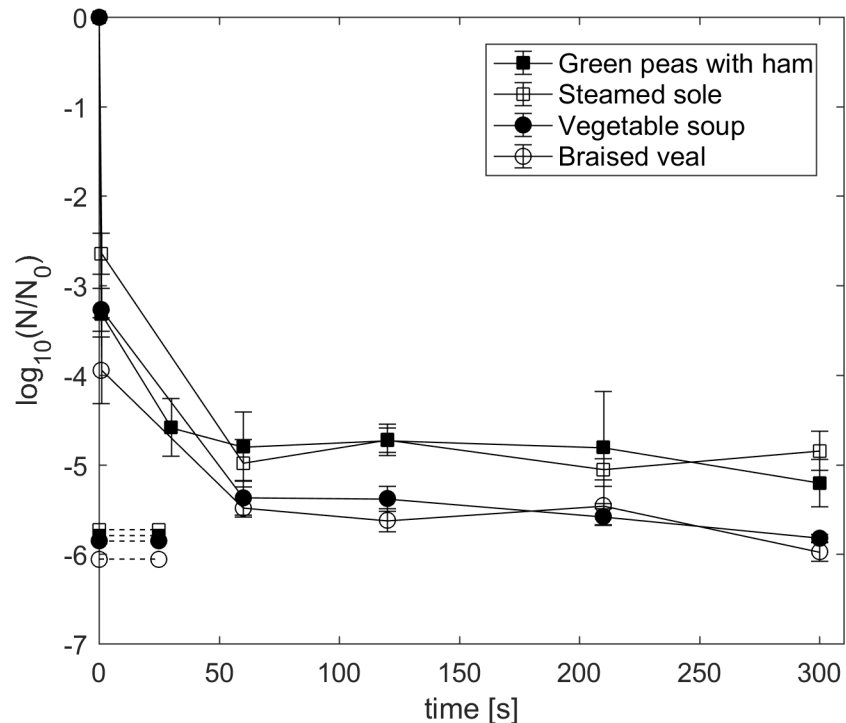 0
-1
-2
-3
-4
-5
-6
-7
log10(N/N0)
Green peas with ham
Steamed sole
Vegetable soup
Braised veal
0 50 100 150 200 250 300
time [s]